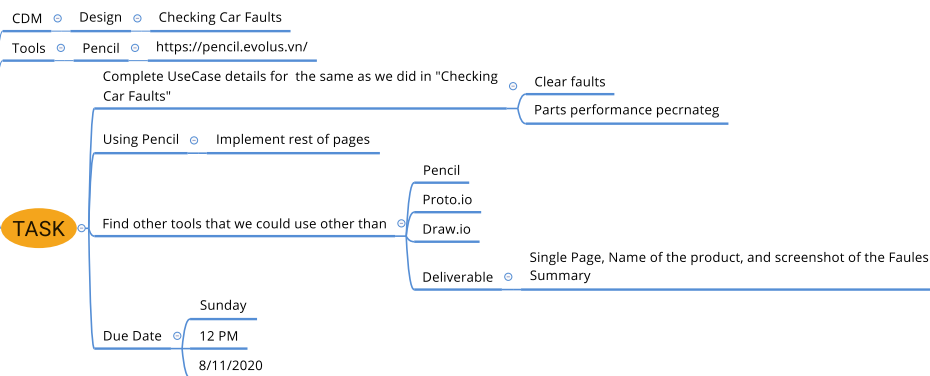 CDM Design Checking Car Faults
Tools Pencil https://pencil.evolus.vn/
Complete UseCase details for the same as we did in "Checking
Car Faults"
Clear faults
Parts performance pecrnateg
Using Pencil Implement rest of pages
TASK
Find other tools that we could use other than
Pencil
Proto.io
Draw.io
Deliverable
Single Page, Name of the product, and screenshot of the Faules
Summary
Due Date
Sunday
12 PM
8/11/2020